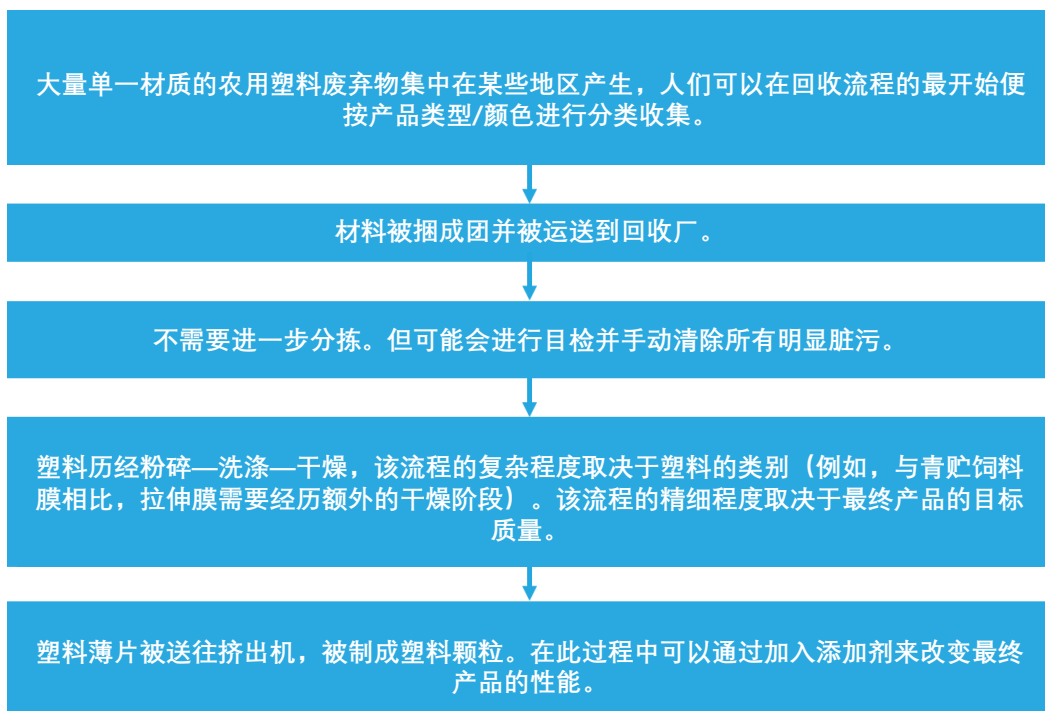 大量单一材质的农用塑料废弃物集中在某些地区产生，人们可以在回收流程的最开始便
按产品类型/颜色进行分类收集。
材料被捆成团并被运送到回收厂。
不需要进一步分拣。但可能会进行目检并手动清除所有明显脏污。
塑料历经粉碎—洗涤—干燥，该流程的复杂程度取决于塑料的类别（例如，与青贮饲料
膜相比，拉伸膜需要经历额外的干燥阶段）。该流程的精细程度取决于最终产品的目标
质量。
塑料薄片被送往挤出机，被制成塑料颗粒。在此过程中可以通过加入添加剂来改变最终
产品的性能。